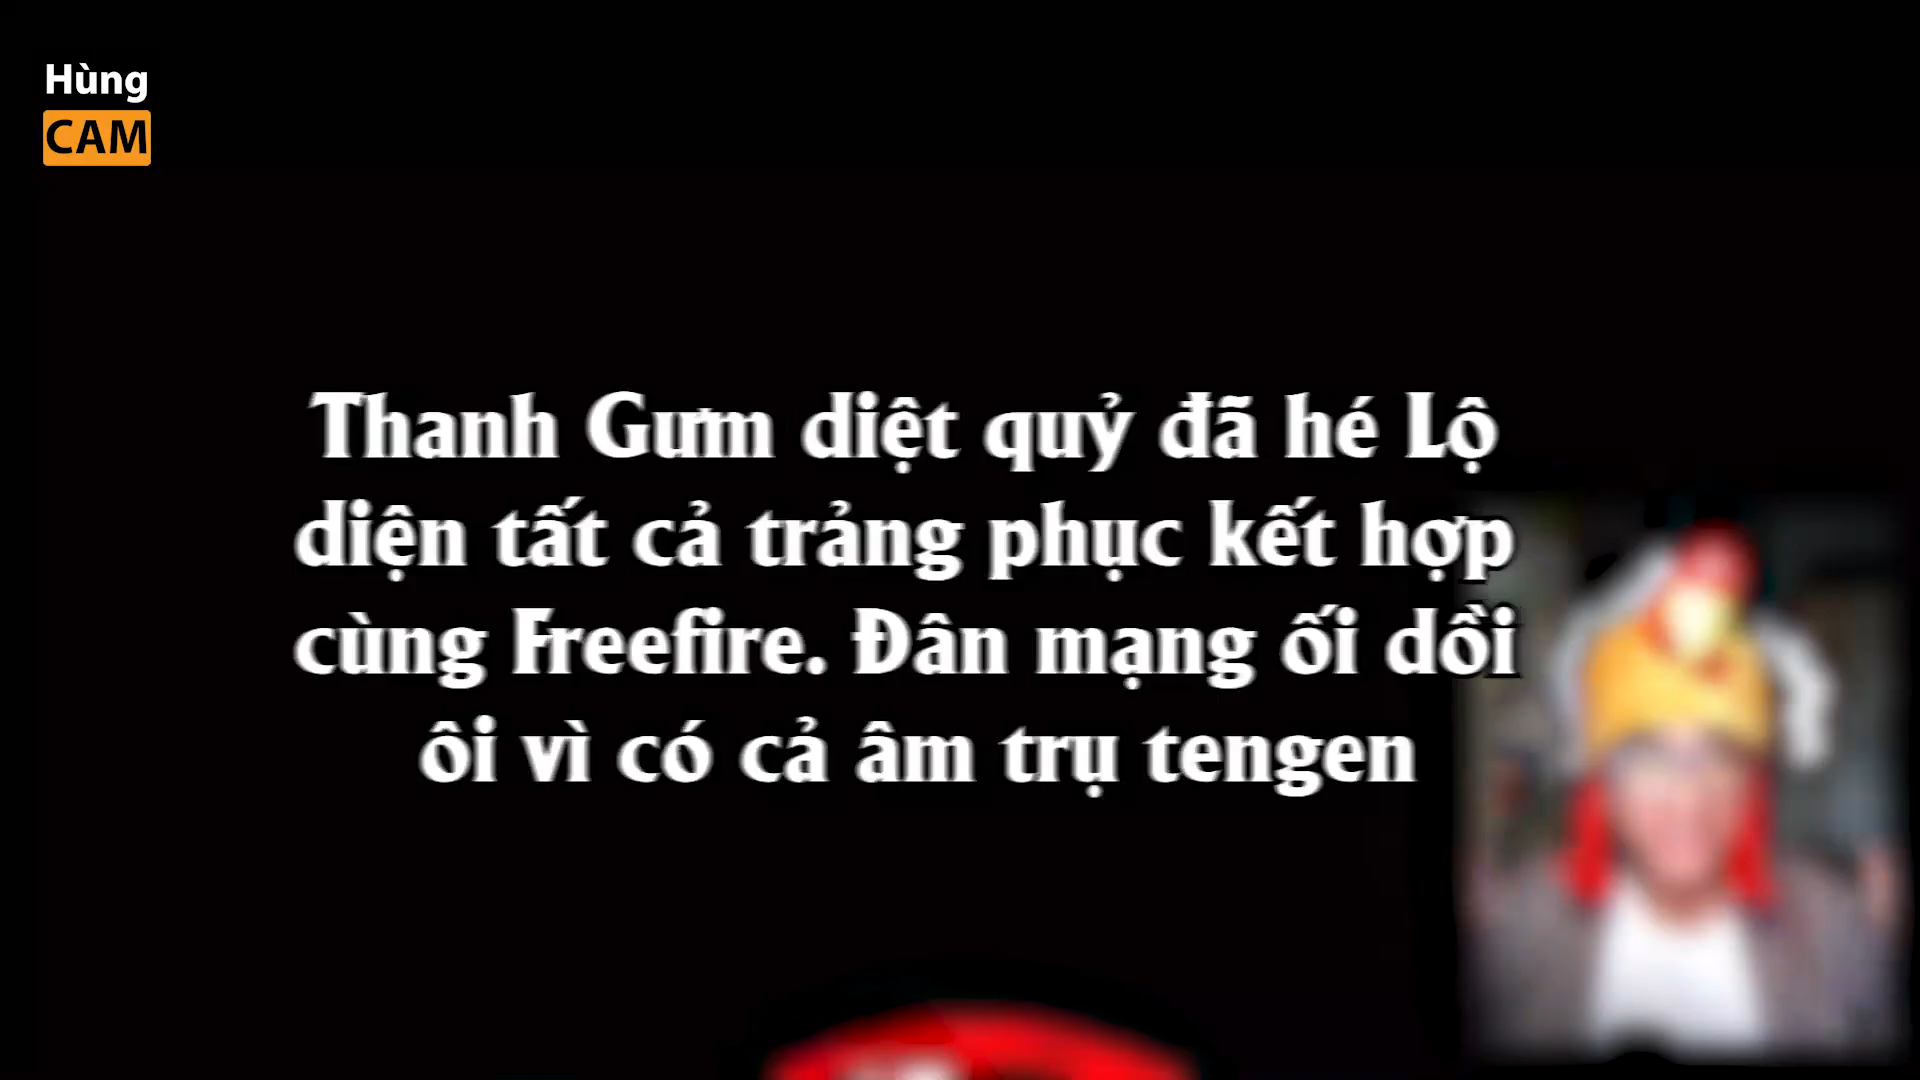 Hùng
CAM
Thanh Gưm diệt quỷ đã hé Lộ
diện tất cả trảng phục kết hợp
cùng Freefire. Đân mạng ối dồi
ôi vì có cả âm trụ tengen